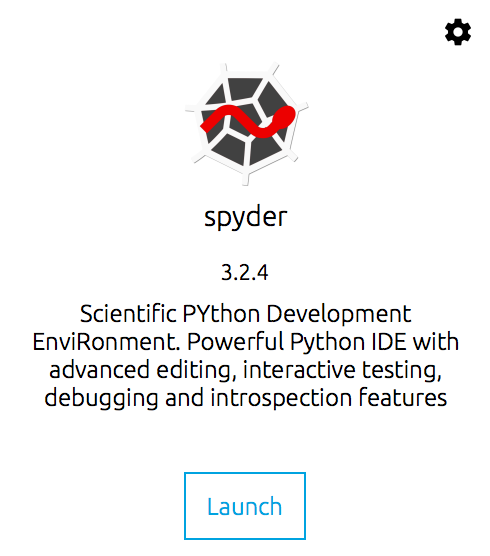 spyder
3.2.4
Scientific PYthon Development
EnviRonment. Powerful Python IDE with
advanced editing, interactive testing,
debugging and introspection features
Launch